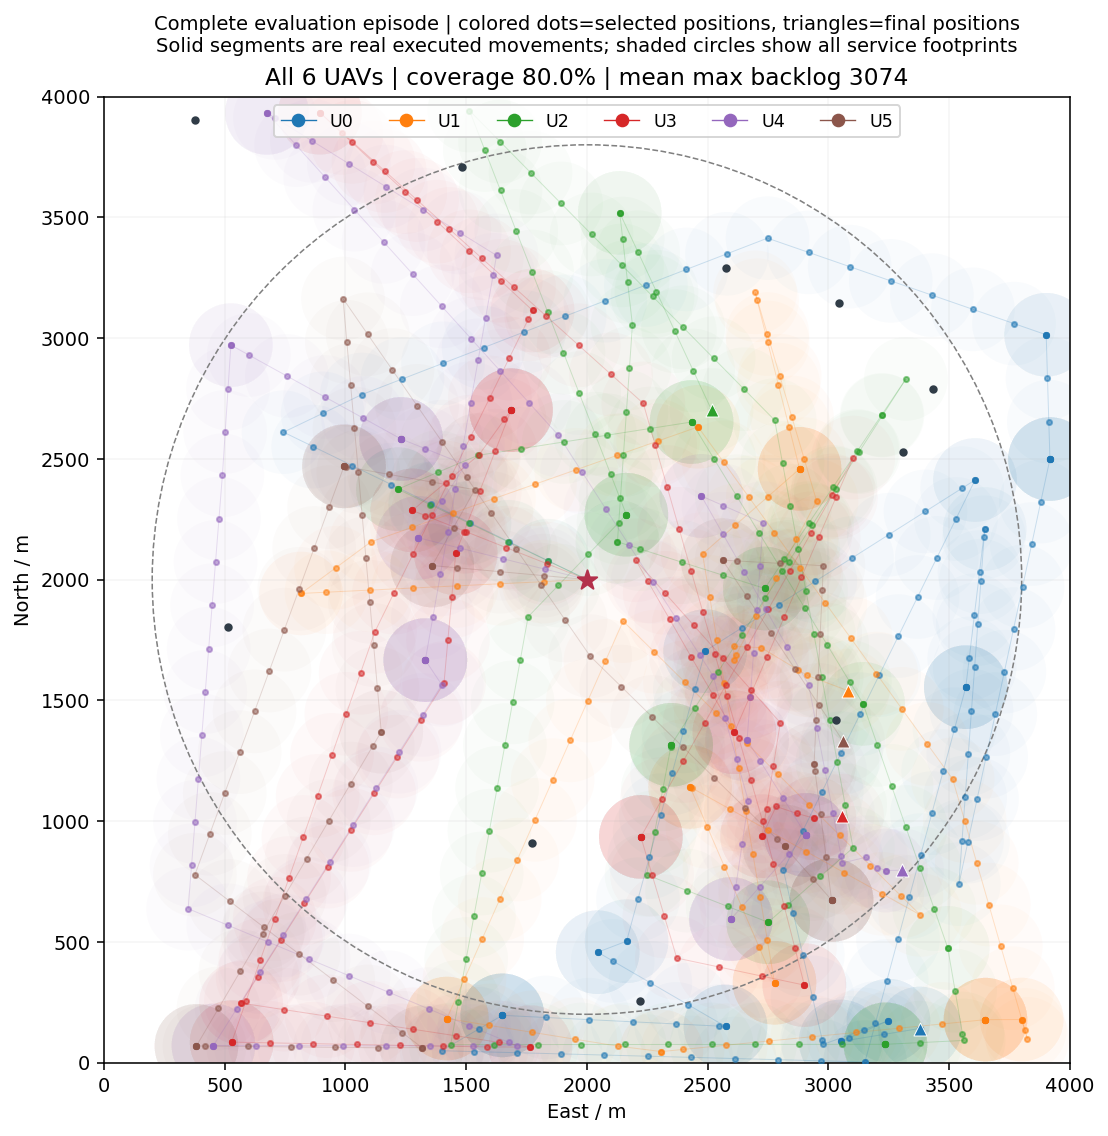 Complete evaluation episode | colored dots=selected positions, triangles=final positions
Solid segments are real executed movements; shaded circles show all service footprints
All 6 UAVs | coverage 80.0% | mean max backlog 3074
U0 U1 U2 U3 U4 U5
4000
3500
3000
2500
2000
1500
1000
500
0
North / m
0 500 1000 1500 2000 2500 3000 3500 4000
East / m